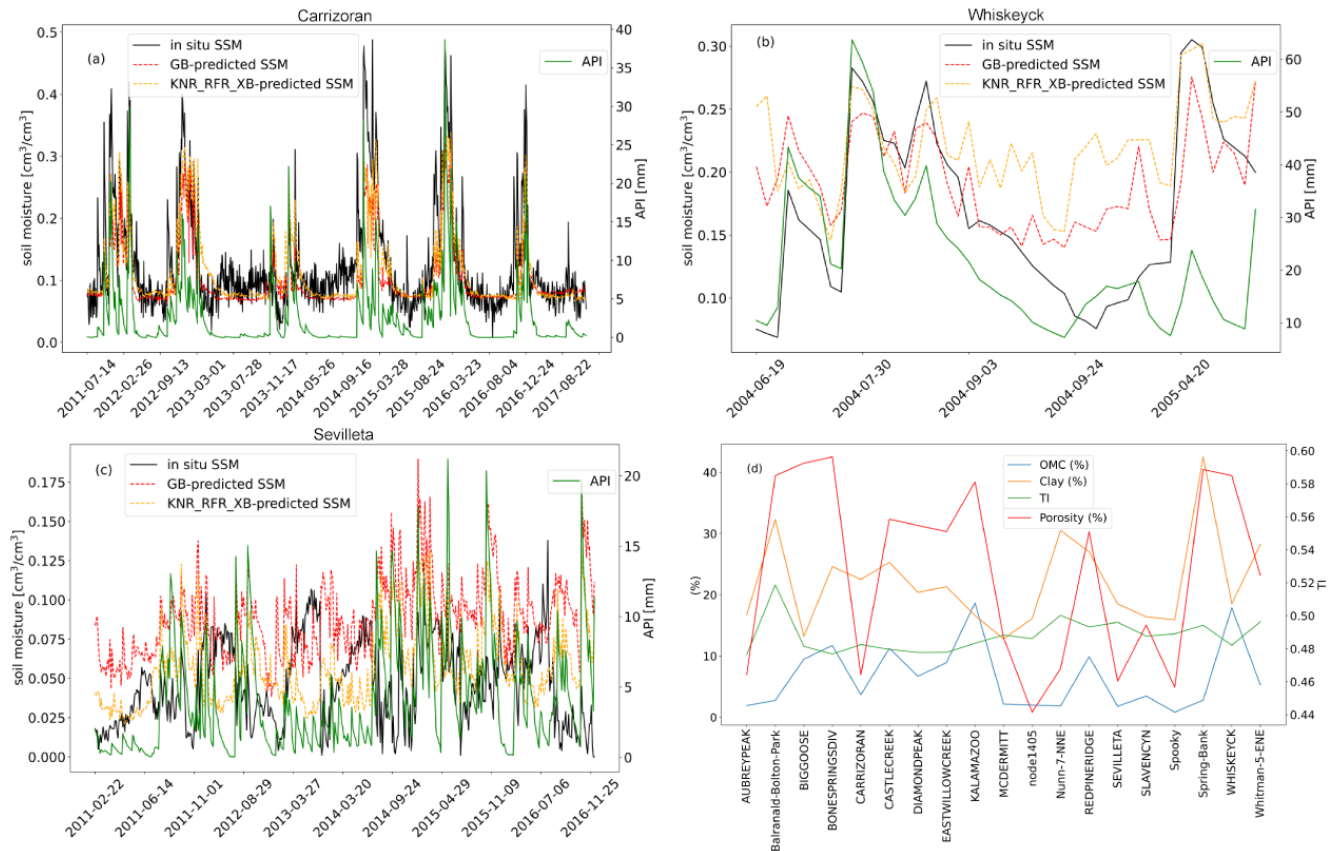 Carrizoran
(a)
in situ SSM
GB-predicted SSM
KNR_RFR_XB-predicted SSM
API
soil moisture [cm³/cm³]
0.5
0.4
0.3
0.2
0.1
0.0
API [mm]
40
35
30
25
20
15
10
5
0
2011-07-14
2012-02-26
2012-09-13
2013-03-01
2013-07-28
2013-11-17
2014-05-26
2014-09-16
2015-03-28
2015-08-24
2016-03-23
2016-08-04
2016-12-24
2017-08-22
Whiskeyck
(b)
in situ SSM
GB-predicted SSM
KNR_RFR_XB-predicted SSM
API
soil moisture [cm³/cm³]
0.30
0.25
0.20
0.15
0.10
API [mm]
60
50
40
30
20
10
2004-06-19
2004-07-30
2004-09-03
2004-09-24
2005-04-20
Sevilleta
(c)
in situ SSM
GB-predicted SSM
KNR_RFR_XB-predicted SSM
API
soil moisture [cm³/cm³]
0.175
0.150
0.125
0.100
0.075
0.050
0.025
0.000
API [mm]
20
15
10
5
0
2011-02-22
2011-06-14
2011-11-01
2012-08-29
2013-03-27
2014-03-20
2014-09-24
2015-04-29
2015-11-09
2016-07-06
2016-11-25
(d)
OMC (%)
Clay (%)
TI
Porosity (%)
(%)
40
30
20
10
0
TI
0.60
0.58
0.56
0.54
0.52
0.50
0.48
0.46
0.44
AUBREYPEAK
Balranald-Bolton-Park
BIGGOOSE
BONESPRINGSDIV
CARRIZORAN
CASTLECREEK
DIAMONDPEAK
EASTWILLOWCREEK
KALAMAZOO
MCDERMITT
node1405
Nunn-7-NNE
REDPINERIDGE
SEVILLETA
SLAVENCYN
Spooky
Spring-Bank
WHISKEYCK
Whitman-5-ENE